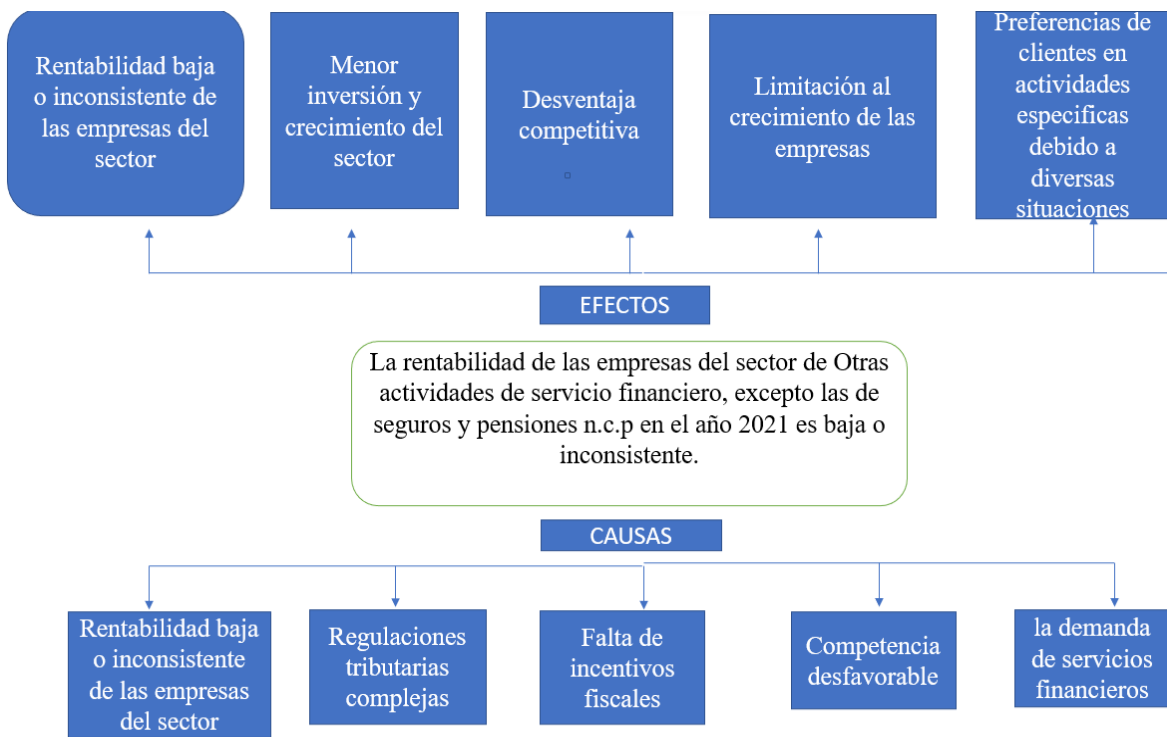 Rentabilidad baja
o inconsistente de
las empresas del
sector
Menor
inversión y
crecimiento del
sector
Desventaja
competitiva
Limitación al
crecimiento de las
empresas
Preferencias de
clientes en
actividades
especificas
debido a
diversas
situaciones
EFECTOS
La rentabilidad de las empresas del sector de Otras
actividades de servicio financiero, excepto las de
seguros y pensiones n.c.p en el año 2021 es baja o
inconsistente.
CAUSAS
Rentabilidad baja
o inconsistente
de las empresas
del sector
Regulaciones
tributarias
complejas
Falta de
incentivos
fiscales
Competencia
desfavorable
la demanda
de servicios
financieros